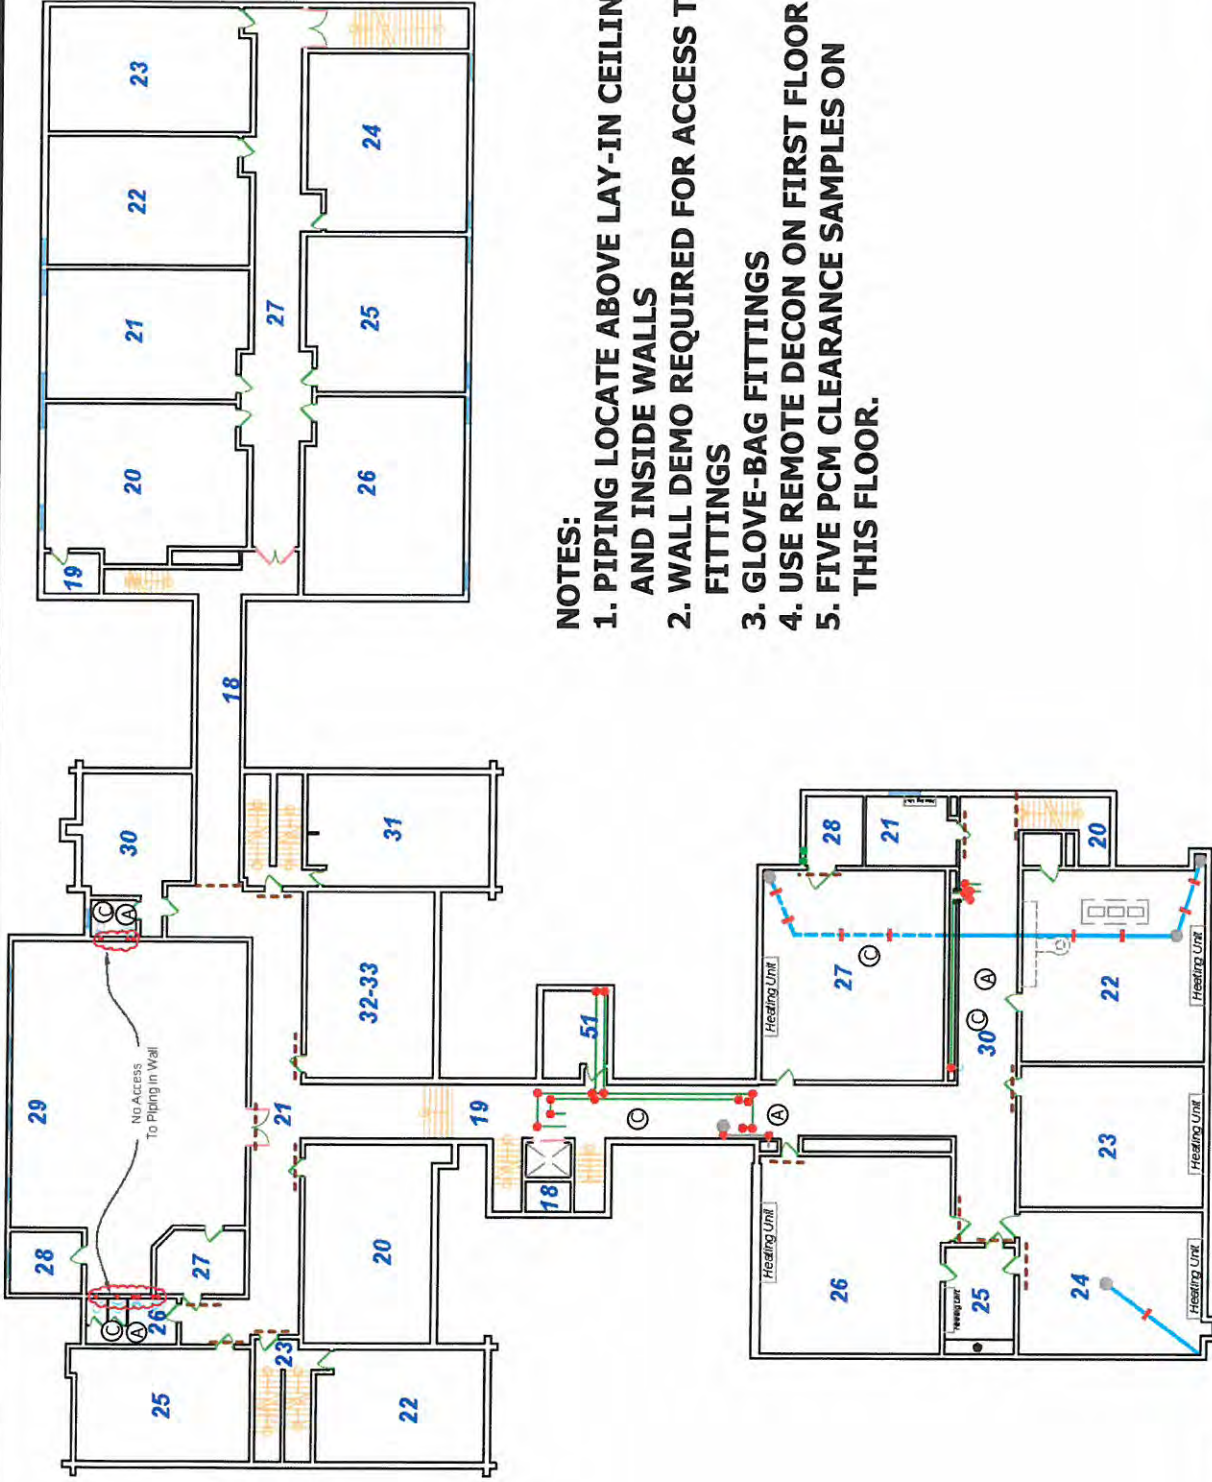 23
22
21
20
19
27
24
25
26
18
NOTES:
1. PIPING LOCATE ABOVE LAY-IN CEILIN
AND INSIDE WALLS
2. WALL DEMO REQUIRED FOR ACCESS T
FITTINGS
3. GLOVE-BAG FITTINGS
4. USE REMOTE DECON ON FIRST FLOOR
5. FIVE PCM CLEARANCE SAMPLES ON
THIS FLOOR.
30
C
A
31
32-33
29
No Access
To Piping in Wall
21
28
27
26
C
A
25
23
22
20
19
18
51
C
A
28
21
20
27
Heating Unit
C
30
C
A
22
Heating Unit
23
Heating Unit
24
Heating Unit
25
26
Heating Unit